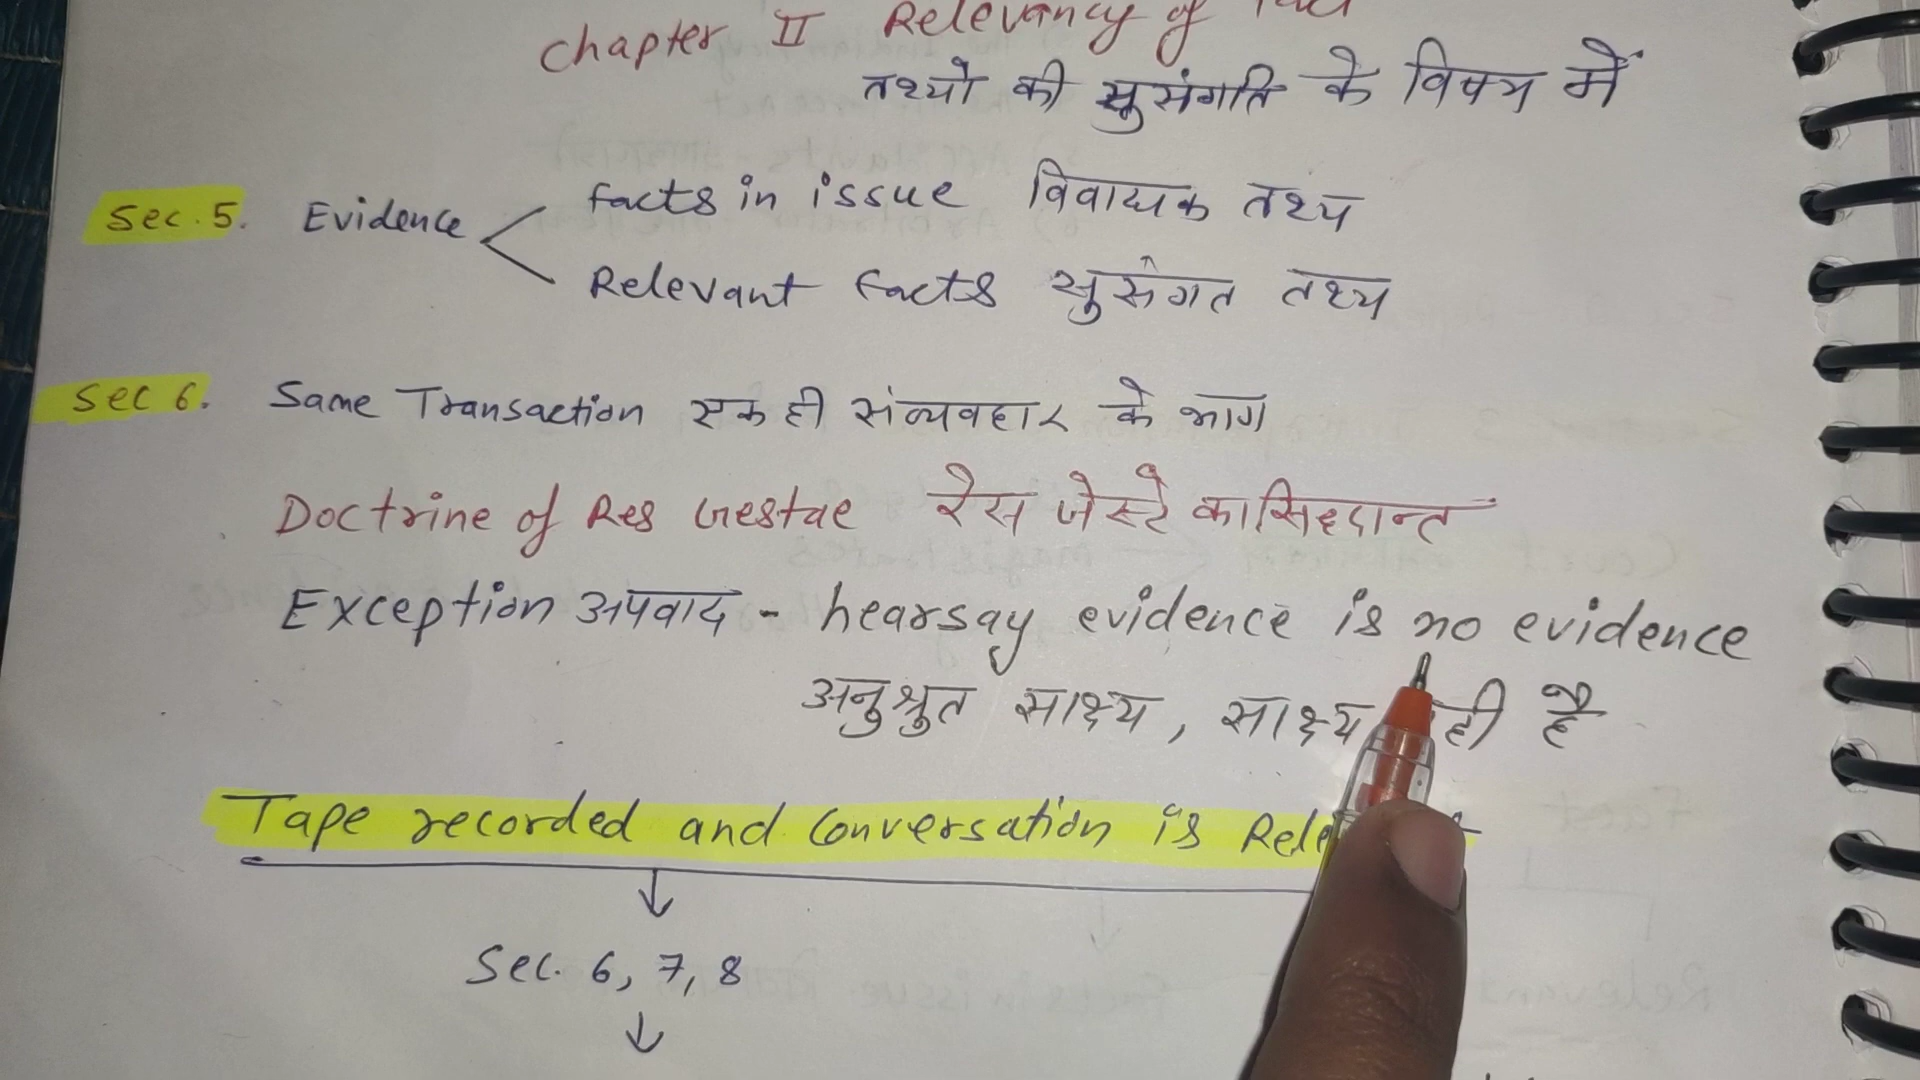 Chapter II Relevancy of
तथ्यो की सुसंगति के विषय में
Sec. 5. Evidence < facts in issue विवाद्यक तथ्य
Relevant facts सुसंगत तथ्य
Sec 6. Same Transaction एक ही संव्यवहार के भाग
Doctrine of Res Gestae रेस जेस्टे का सिद्दान्त
Exception अपवाद - hearsay evidence is no evidence
अनुश्रुत साक्ष्य, साक्ष्य ही है
Tape recorded and Conversation is
↓
Sec. 6, 7, 8
↓